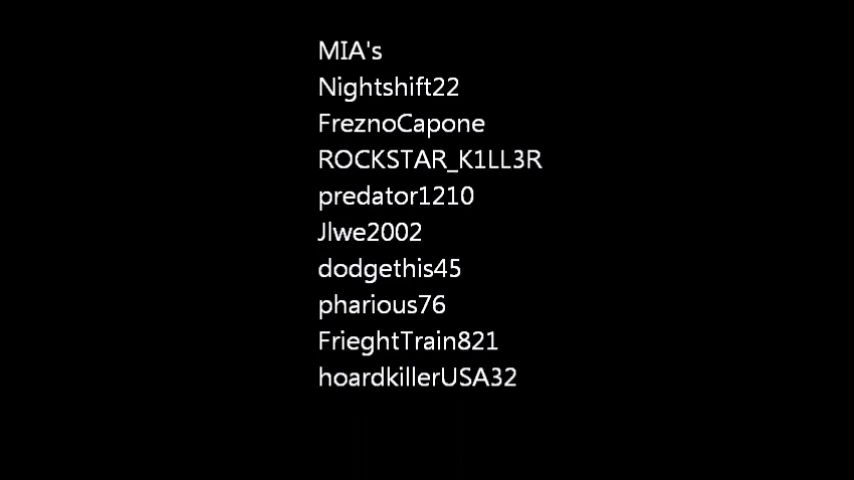 MIA's
Nightshift22
FreznoCapone
ROCKSTAR_K1LL3R
predator1210
Jlwe2002
dodgethis45
pharious76
FrieghtTrain821
hoardkillerUSA32